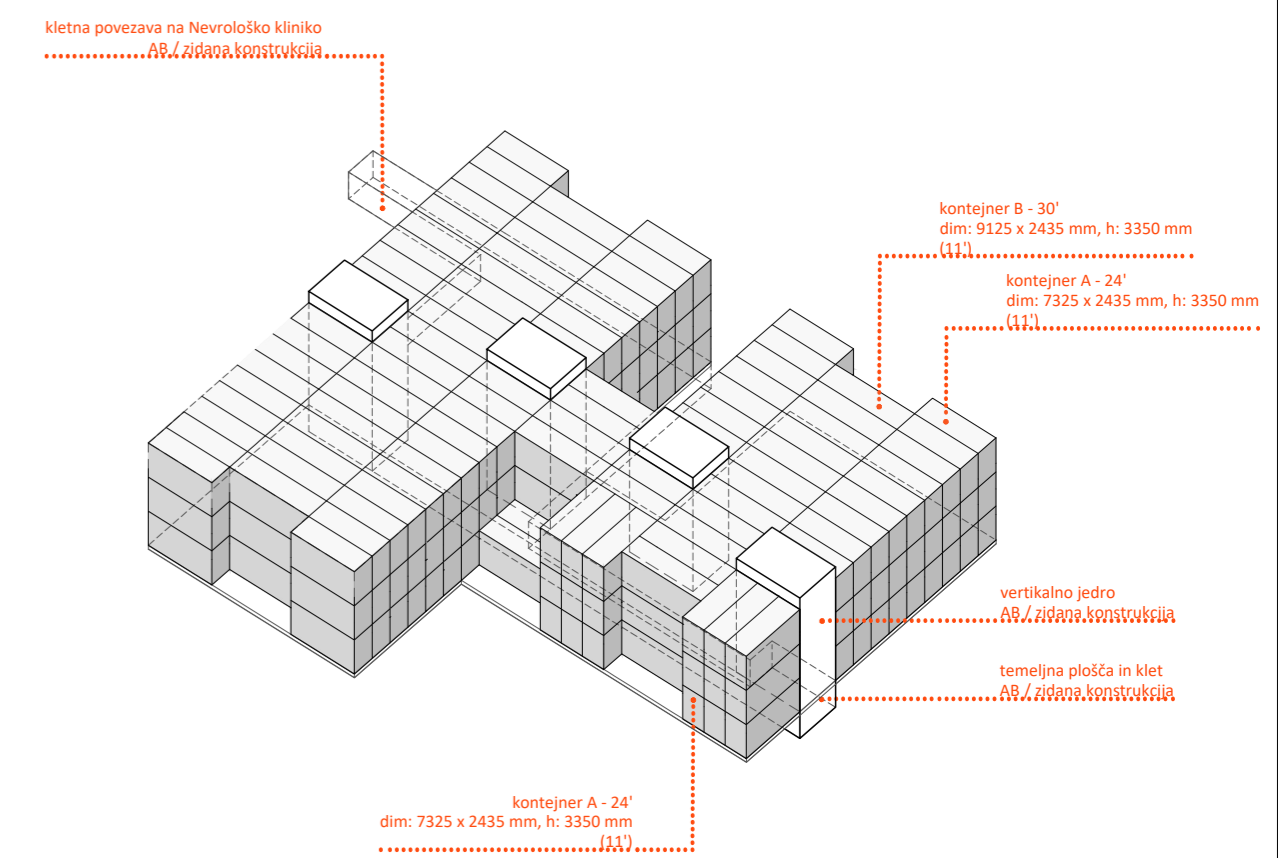 kletna povezava na Nevrološko kliniko
AB / zidana konstrukcija
kontejner B - 30'
dim: 9125 x 2435 mm, h: 3350 mm
(11')
kontejner A - 24'
dim: 7325 x 2435 mm, h: 3350 mm
(11')
vertikalno jedro
AB / zidana konstrukcija
temeljna plošča in klet
AB / zidana konstrukcija
kontejner A - 24'
dim: 7325 x 2435 mm, h: 3350 mm
(11')